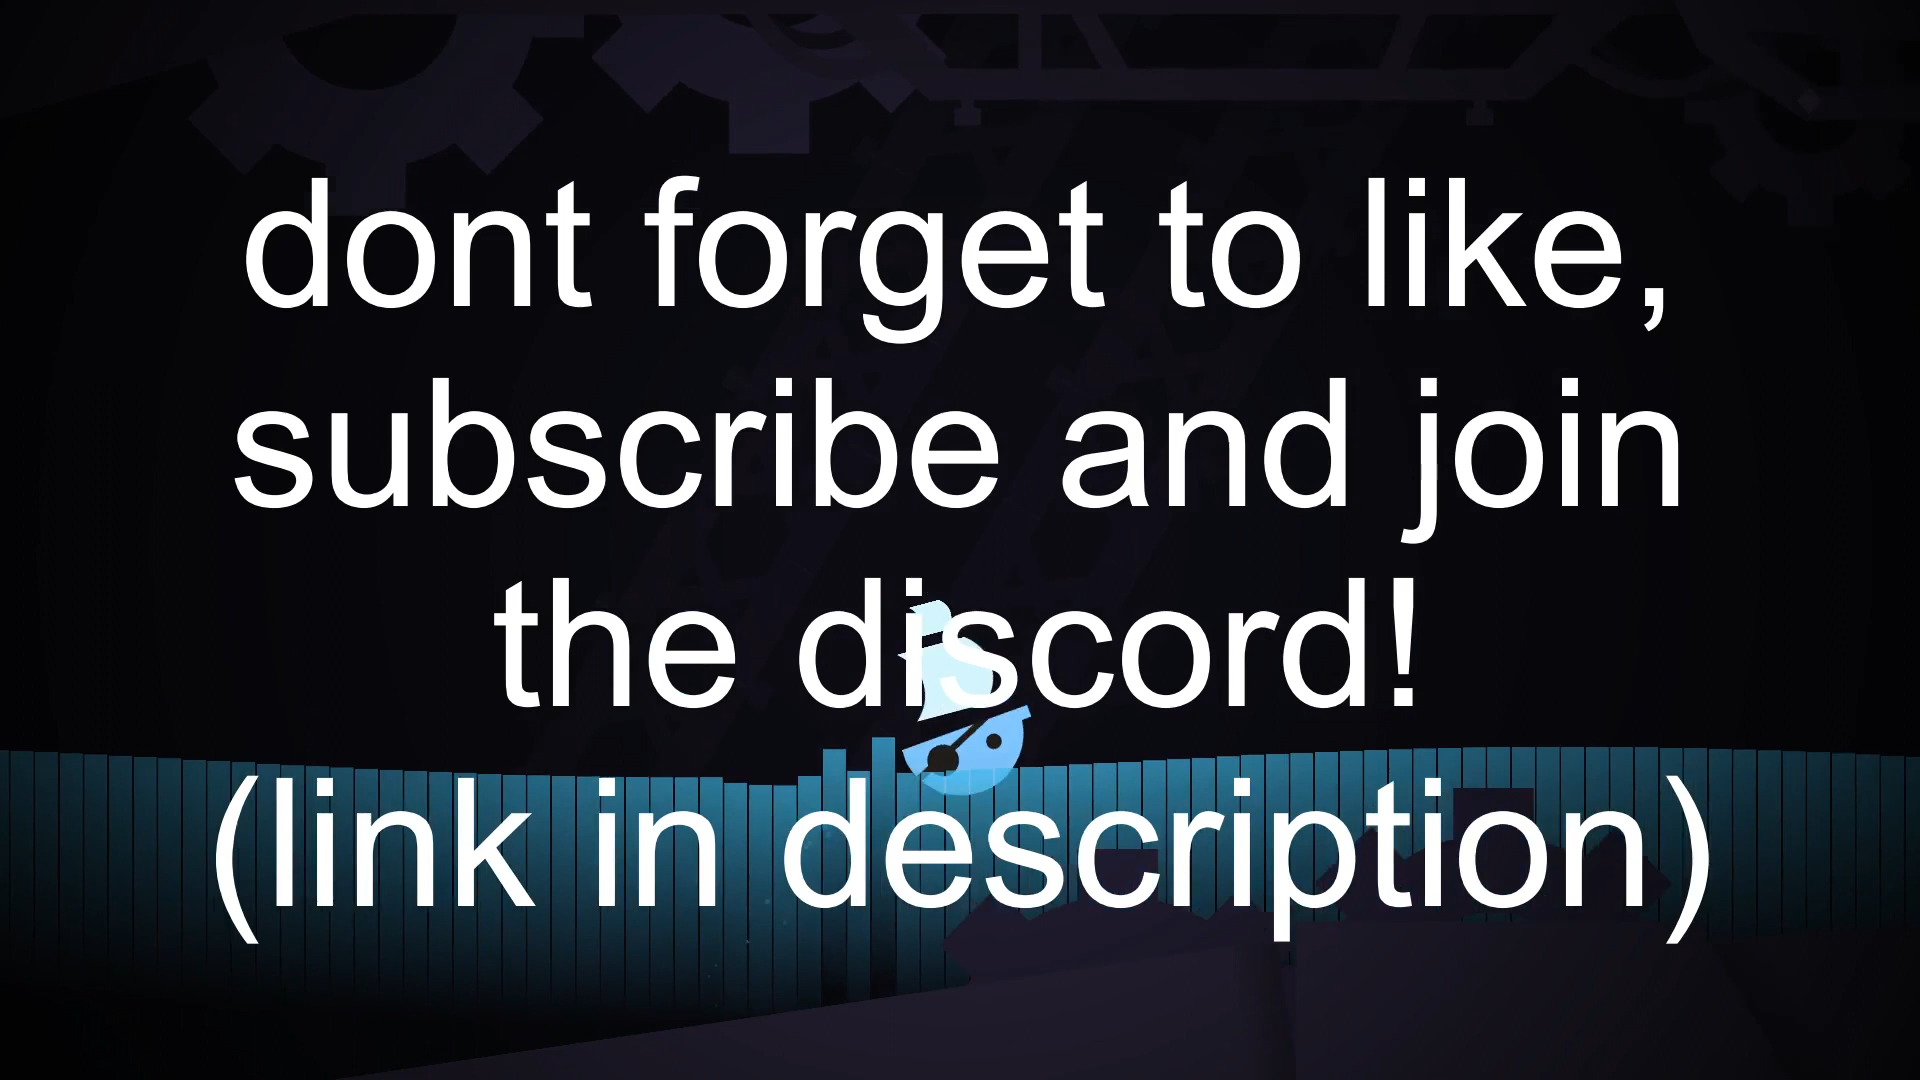 dont forget to like,
subscribe and join
the discord!
(link in description)